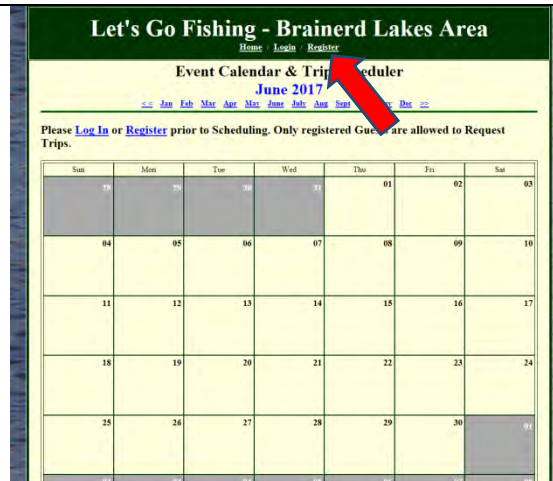 Let's Go Fishing - Brainerd Lakes Area
Home / Login / Register
Event Calendar & Trip
June 2017
<< Jan Feb Mar Apr May June July Aug Sept Dec >>
Please Log In or Register prior to Scheduling. Only registered are allowed to Request
Trips.
Sun Mon Tue Wed Thu Fri Sat
28 29 30 31 01 02 03
04 05 06 07 08 09 10
11 12 13 14 15 16 17
18 19 20 21 22 23 24
25 26 27 28 29 30 01